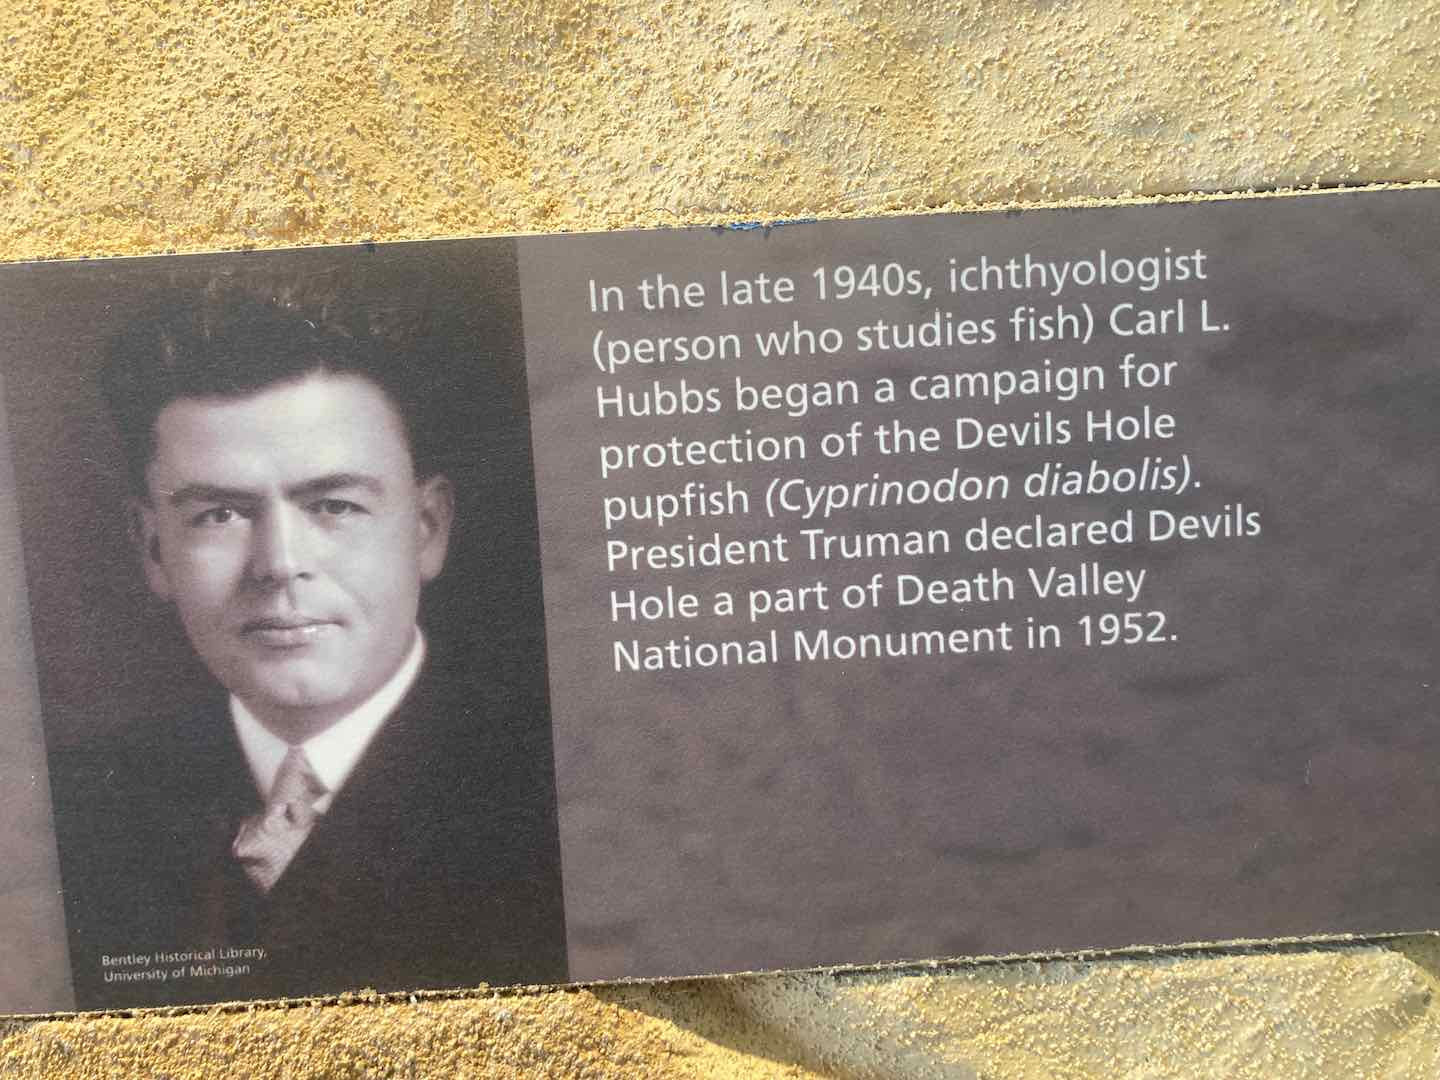 In the late 1940s, ichthyologist
(person who studies fish) Carl L.
Hubbs began a campaign for
protection of the Devils Hole
pupfish (Cyprinodon diabolis).
President Truman declared Devils
Hole a part of Death Valley
National Monument in 1952.
Bentley Historical Library,
University of Michigan